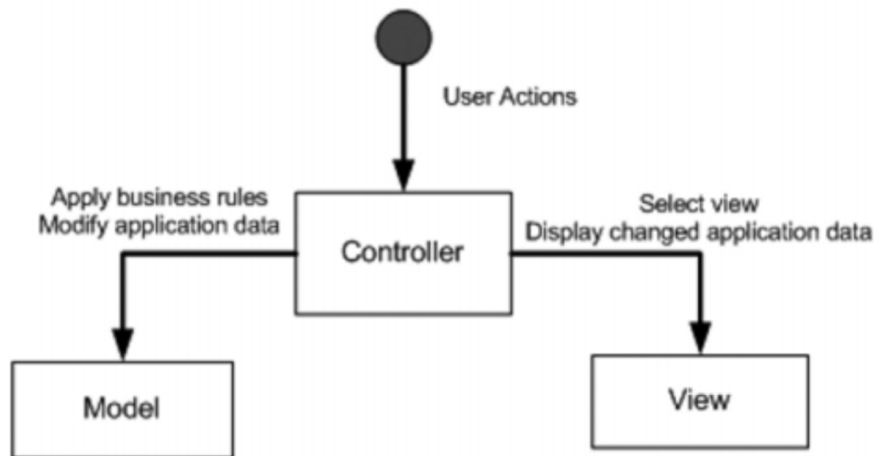 User Actions
Apply business rules
Modify application data
Select view
Display changed application data
Controller
Model
View